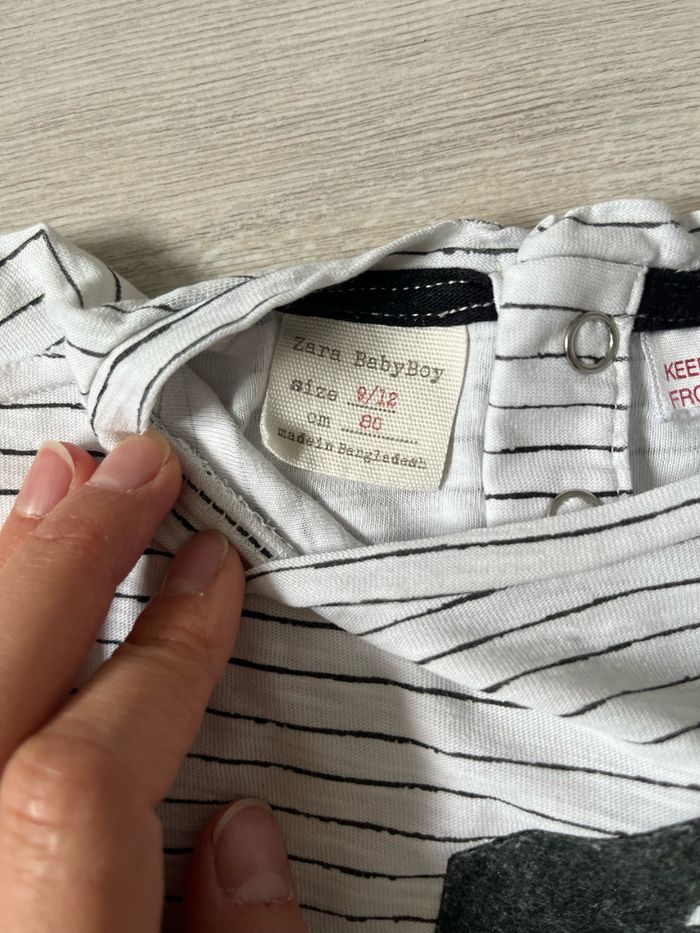 Zara BabyBoy
size 9/12
cm 80
made in Bangladesh
KEE
FRO